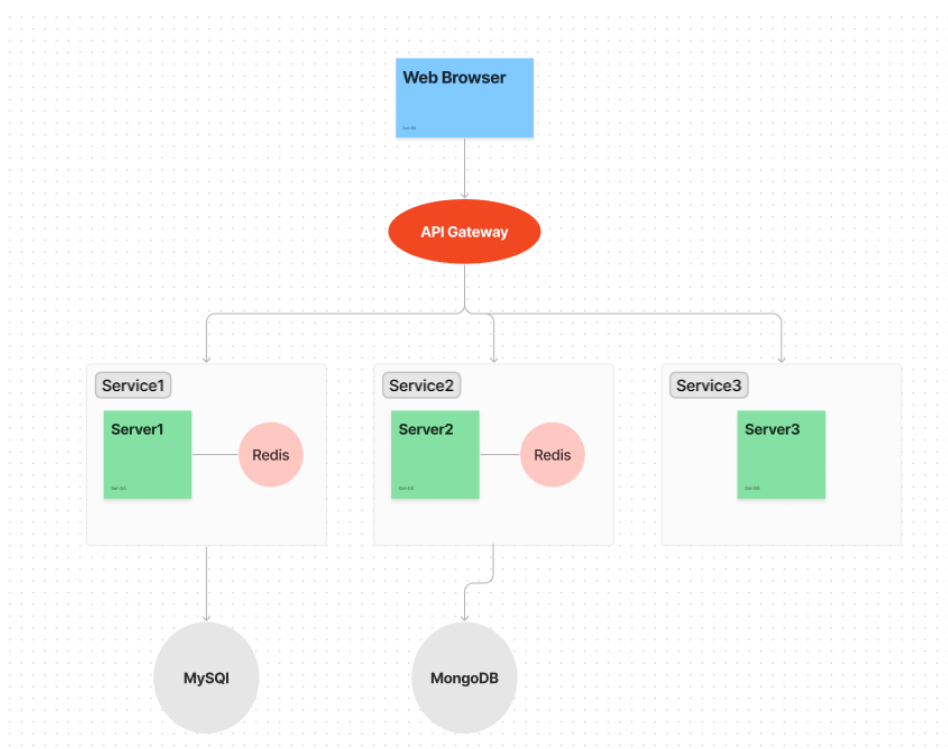 Web Browser
API Gateway
Service1
Service2
Service3
Server1
Redis
Server2
Redis
Server3
MySQl
MongoDB